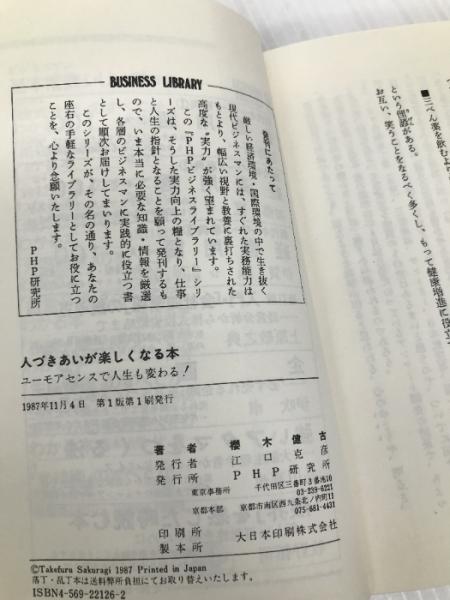 BUSINESS LIBRARY
発刊にあたって
厳しい経済環境・国際環境の中で生き抜く
現代ビジネスマンには、すぐれた実務能力は
もとより、幅広い視野と教養に裏打ちされた
高度な"実力"が強く望まれています。
この『PHPビジネスライブラリー』シリ
ーズは、そうした実力向上の糧となり、仕事
と人生の指針となることを願って発刊するも
ので、いま本当に必要な知識・情報を厳選
し、各層のビジネスマンに実践的に役立つ書
として順次お届けしてまいります。
このシリーズが、その名の通り、あなたの
座右の手軽なライブラリーとしてお役に立つ
ことを、心より念願いたします。
PHP研究所
人づきあいが楽しくなる本
ユーモアセンスで人生も変わる!
1987年11月4日 第1版第1刷発行
著者 櫻木健古
発行者 江口克彦
発行所 PHP研究所
東京事務所 千代田区三番町3番地10
03-239-6221
京都本部 京都市南区西九条北ノ内町11
075-681-4431
印刷所
製本所 大日本印刷株式会社
©Takefuru Sakuragi 1987 Printed in Japan
落丁・乱丁本は送料弊所負担にてお取り替えいたします。
ISBN4-569-22126-2
■三べん薬を飲むより
という俚諺がある。
お互い、笑うことをなるべく多くし、もって健康増進に役立